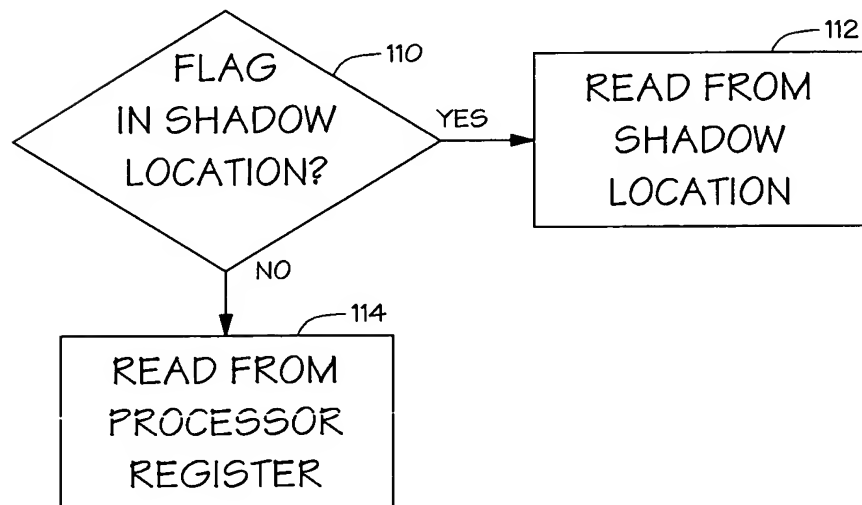 FLAG
IN SHADOW
LOCATION?
110
YES
112
READ FROM
SHADOW
LOCATION
NO
114
READ FROM
PROCESSOR
REGISTER